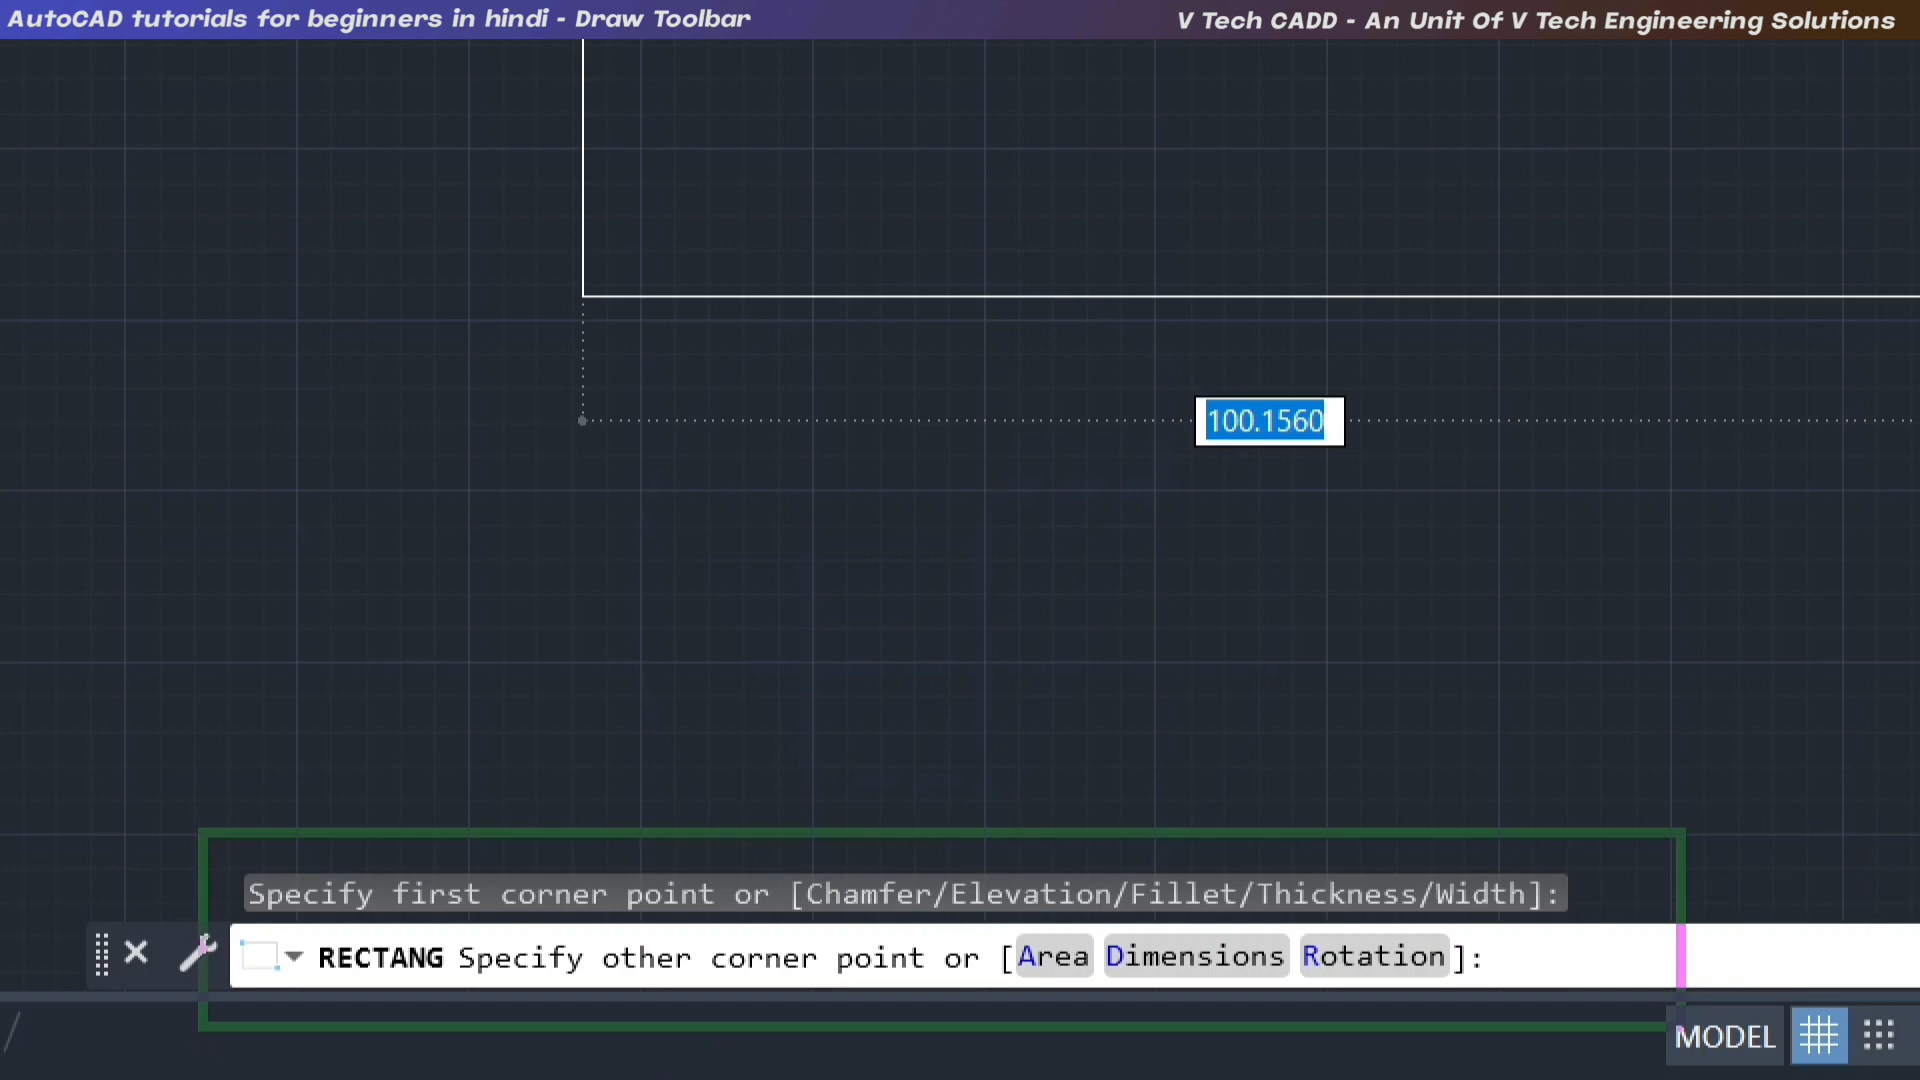 AutoCAD tutorials for beginners in hindi - Draw Toolbar
V Tech CADD - An Unit Of V Tech Engineering Solutions
100.1560
Specify first corner point or [Chamfer/Elevation/Fillet/Thickness/Width]:
RECTANG Specify other corner point or [Area Dimensions Rotation]:
MODEL